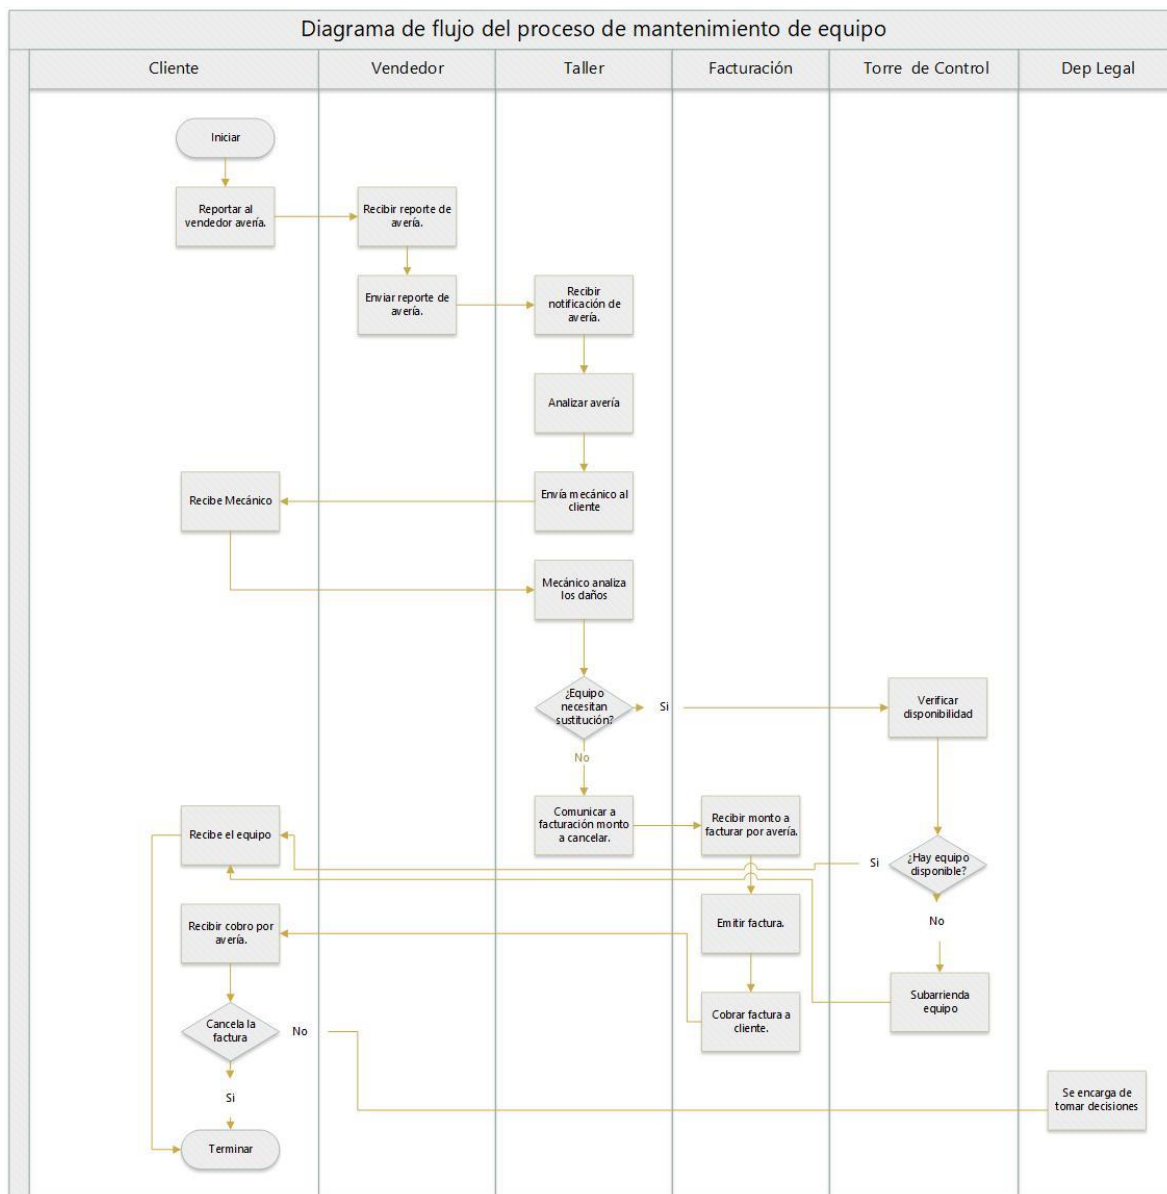 Diagrama de flujo del proceso de mantenimiento de equipo
Cliente
Vendedor
Taller
Facturación
Torre de Control
Dep Legal
Iniciar
Reportar al
vendedor avería.
Recibir reporte de
avería.
Enviar reporte de
avería.
Recibir
notificación de
avería.
Analizar avería
Recibe Mecánico
Envía mecánico al
cliente
Mecánico analiza
los daños
¿Equipo
necesitan
sustitución?
Si
Verificar
disponibilidad
No
Comunicar a
facturación monto
a cancelar.
Recibir monto a
facturar por avería.
Recibe el equipo
Si
¿Hay equipo
disponible?
Recibir cobro por
avería.
Emitir factura.
No
Cancela la
factura
No
Cobrar factura a
cliente.
Subarrienda
equipo
Si
Se encarga de
tomar decisiones
Terminar